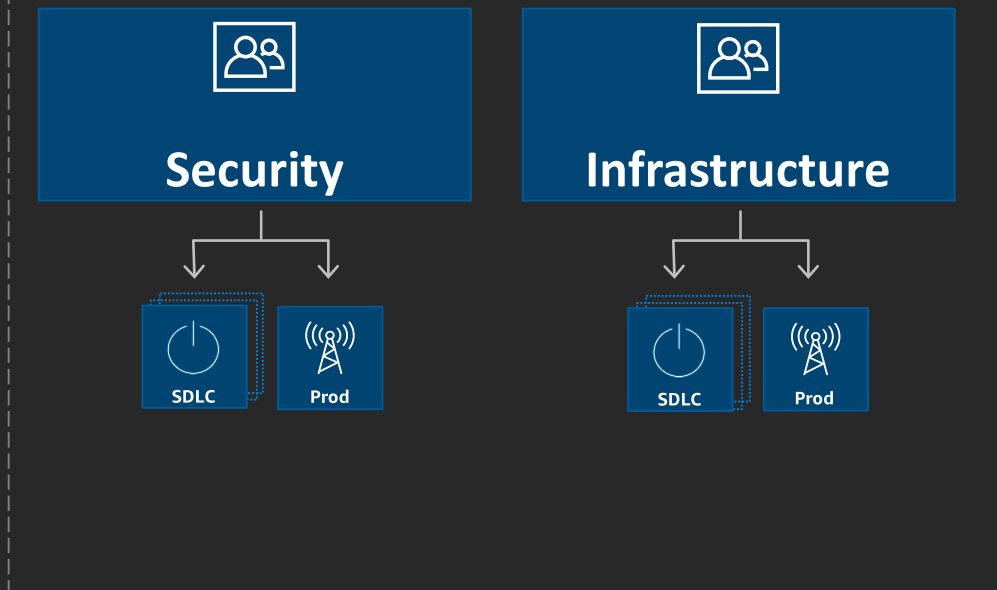 Security
Infrastructure
SDLC
Prod
SDLC
Prod